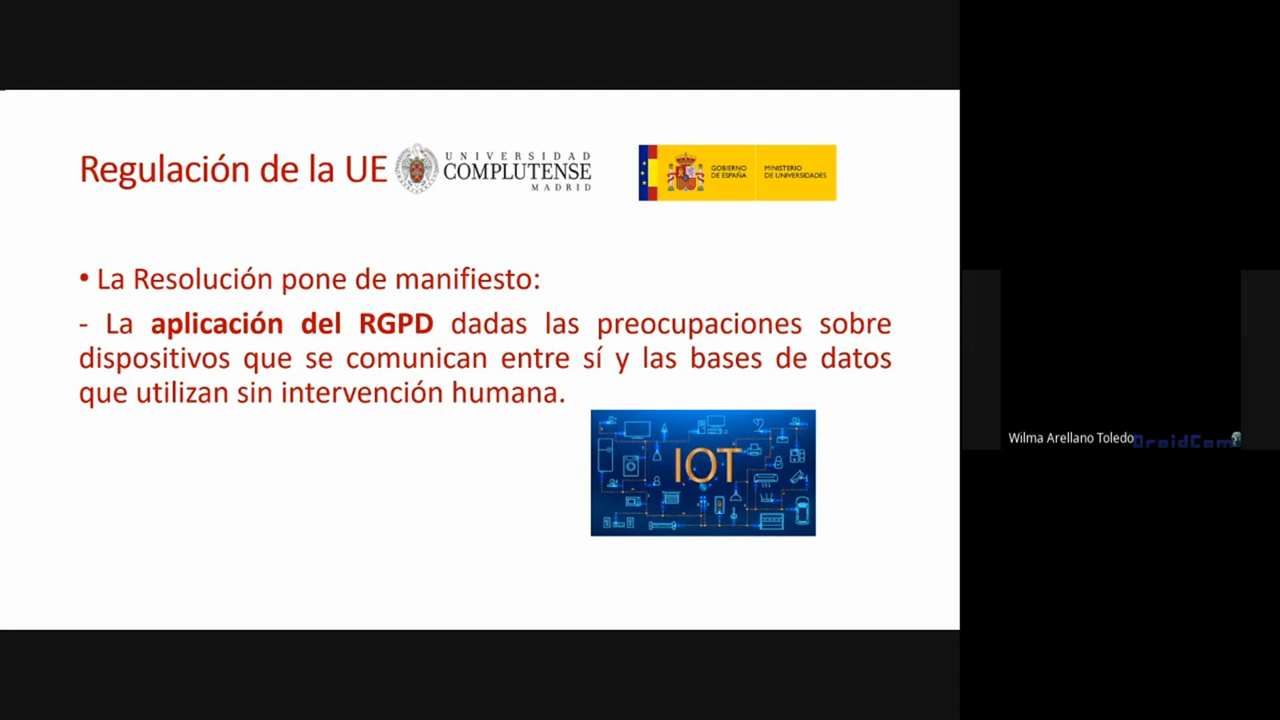 Regulación de la UE
UNIVERSIDAD
COMPLUTENSE
MADRID
GOBIERNO
DE ESPAÑA
MINISTERIO
DE UNIVERSIDADES
• La Resolución pone de manifiesto:
- La aplicación del RGPD dadas las preocupaciones sobre
dispositivos que se comunican entre sí y las bases de datos
que utilizan sin intervención humana.
IOT
Wilma Arellano Toledo
DroidCam